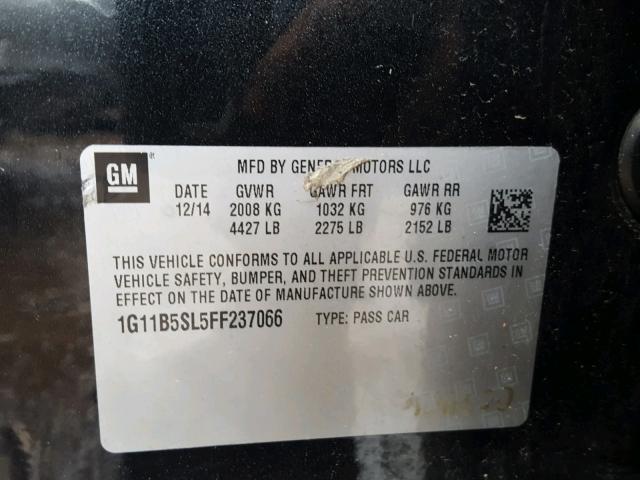 GM
MFD BY GENERAL MOTORS LLC
DATE GVWR GAWR FRT GAWR RR
12/14 2008 KG 1032 KG 976 KG
4427 LB 2275 LB 2152 LB
THIS VEHICLE CONFORMS TO ALL APPLICABLE U.S. FEDERAL MOTOR
VEHICLE SAFETY, BUMPER, AND THEFT PREVENTION STANDARDS IN
EFFECT ON THE DATE OF MANUFACTURE SHOWN ABOVE.
1G11B5SL5FF237066 TYPE: PASS CAR